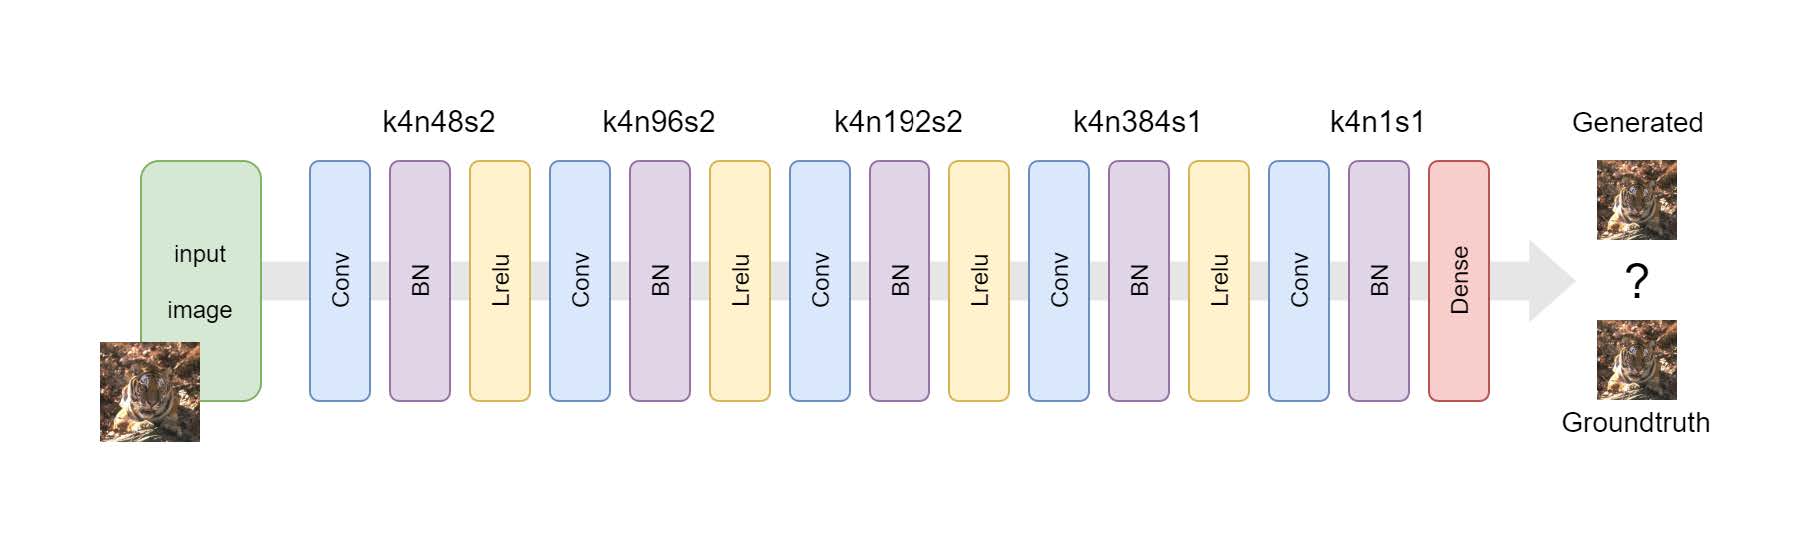 k4n48s2
k4n96s2
k4n192s2
k4n384s1
k4n1s1
Generated
input
image
Conv
BN
Lrelu
Conv
BN
Lrelu
Conv
BN
Lrelu
Conv
BN
Lrelu
Conv
BN
Dense
?
Groundtruth